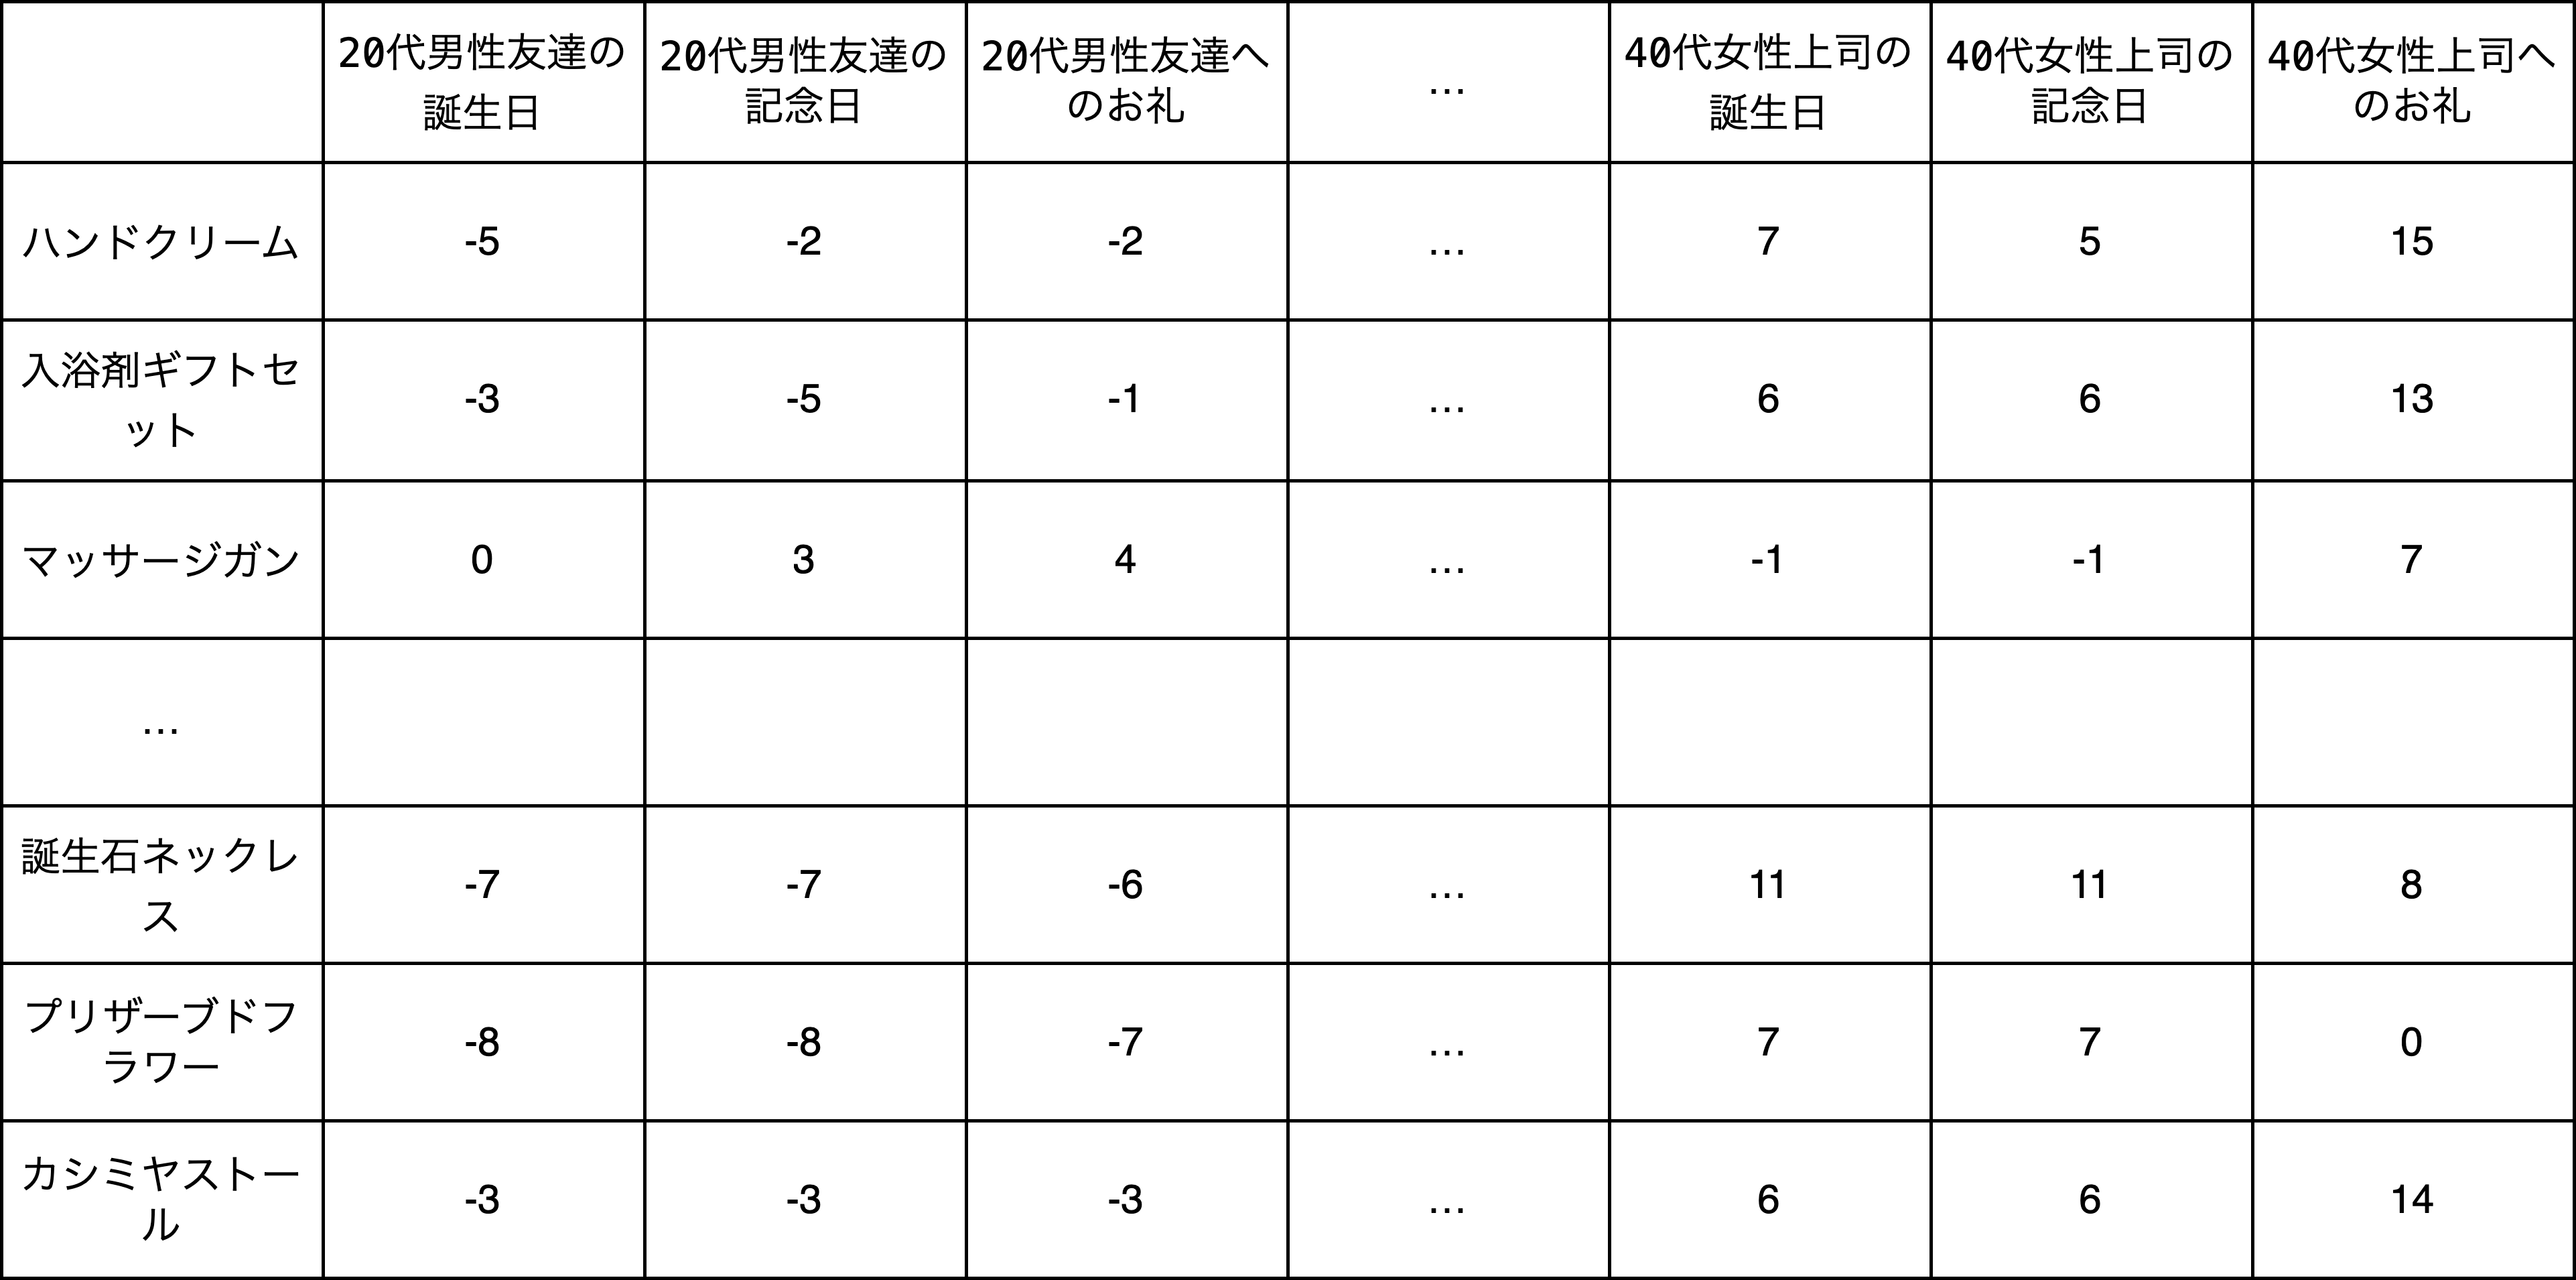 20代男性友達の
誕生日
20代男性友達の
記念日
20代男性友達へ
のお礼
…
40代女性上司の
誕生日
40代女性上司の
記念日
40代女性上司へ
のお礼
ハンドクリーム
-5
-2
-2
…
7
5
15
入浴剤ギフトセ
ット
-3
-5
-1
…
6
6
13
マッサージガン
0
3
4
…
-1
-1
7
…
誕生石ネックレ
ス
-7
-7
-6
…
11
11
8
プリザーブドフ
ラワー
-8
-8
-7
…
7
7
0
カシミヤストー
ル
-3
-3
-3
…
6
6
14